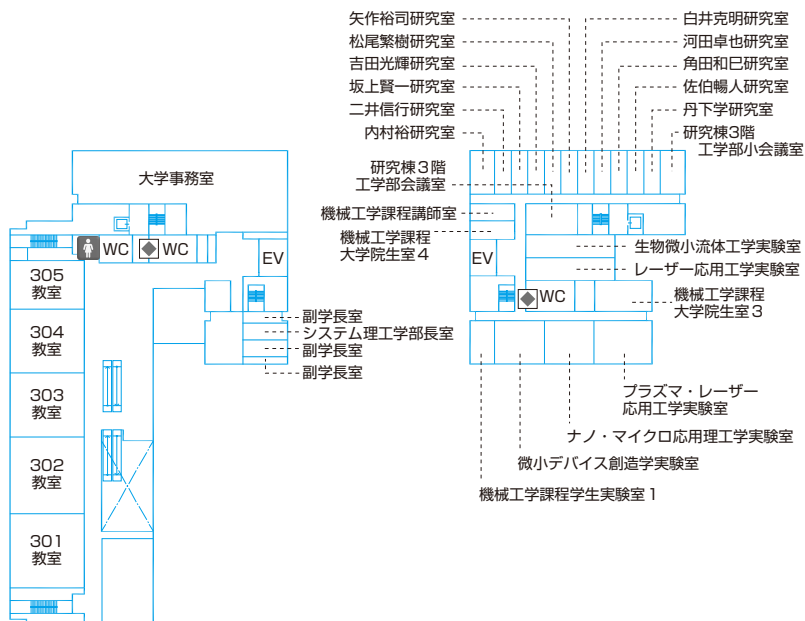 矢作裕司研究室
松尾繁樹研究室
吉田光輝研究室
坂上賢一研究室
二井信行研究室
内村裕研究室
白井克明研究室
河田卓也研究室
角田和巳研究室
佐伯暢人研究室
丹下学研究室
研究棟3階
工学部小会議室
大学事務室
研究棟3階
工学部会議室
機械工学課程講師室
機械工学課程
大学院生室4
WC
WC
EV
EV
生物微小流体工学実験室
レーザー応用工学実験室
WC
機械工学課程
大学院生室3
305
教室
304
教室
303
教室
302
教室
301
教室
副学長室
システム理工学部長室
副学長室
副学長室
プラズマ・レーザー
応用工学実験室
ナノ・マイクロ応用理工学実験室
微小デバイス創造学実験室
機械工学課程学生実験室1